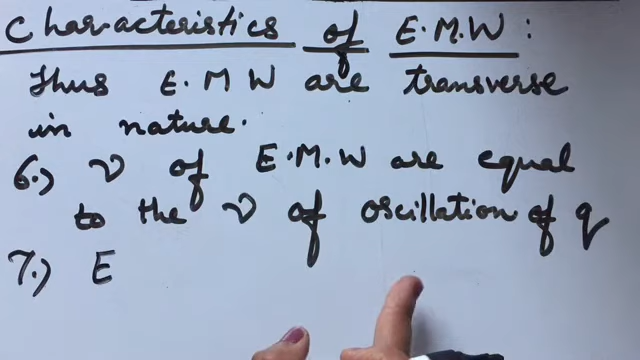 Characteristics of E.M.W :
Thus E.M W are transverse
in nature.
6.) ν of E.M.W are equal
to the ν of oscillation of q
7.) E